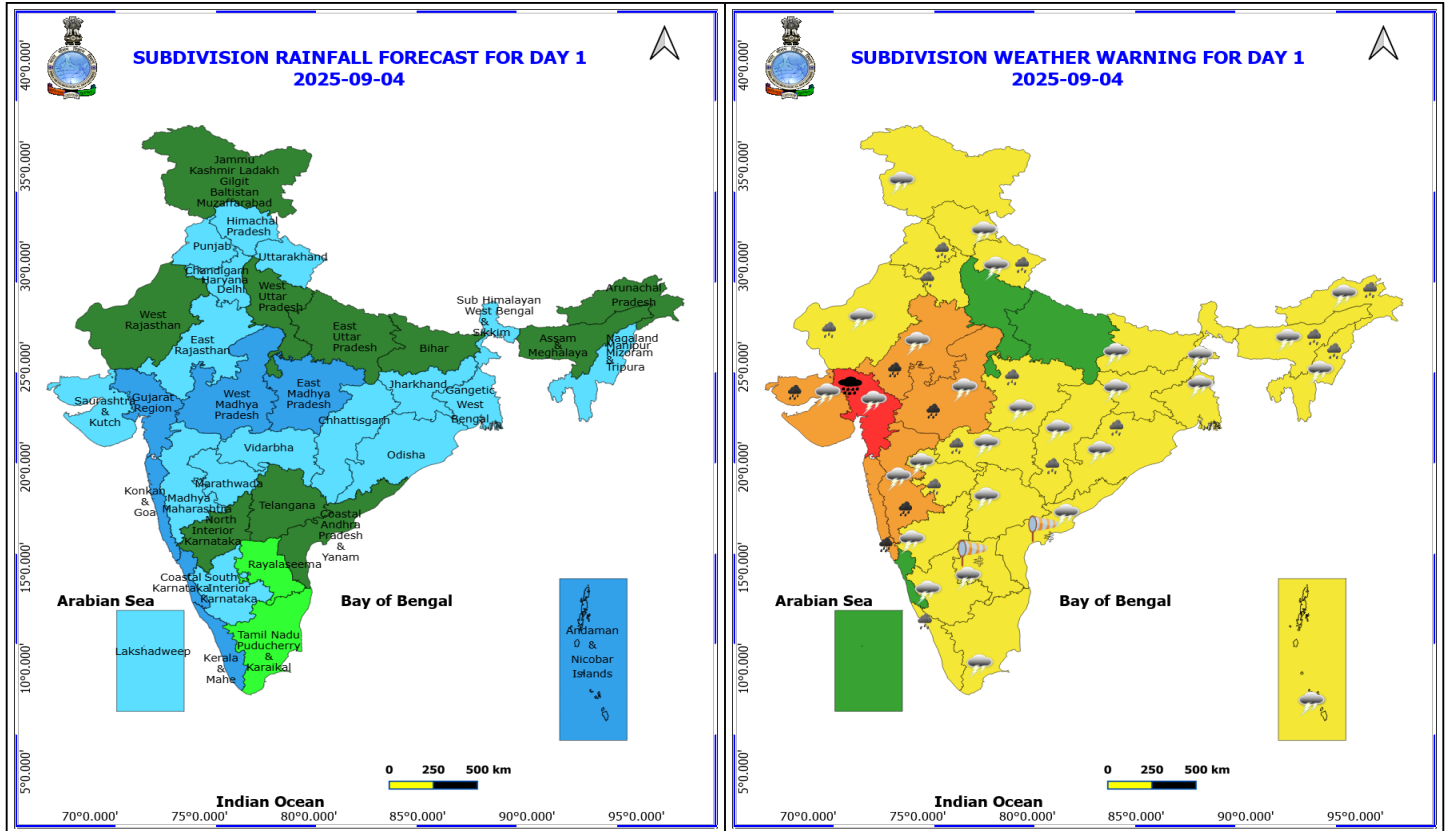 SUBDIVISION RAINFALL FORECAST FOR DAY 1
2025-09-04
40°0.000'
35°0.000'
30°0.000'
25°0.000'
20°0.000'
15°0.000'
10°0.000'
5°0.000'
Jammu
Kashmir Ladakh
Gilgit
Baltistan
Muzaffarabad
Himachal
Pradesh
Punjab
Uttarakhand
Chandigarh
Haryana
Delhi
West
Uttar
Pradesh
West
Rajasthan
East
Rajasthan
East
Uttar
Pradesh
Bihar
Sub Himalayan
West Bengal
&
Sikkim
Arunachal
Pradesh
Assam
&
Meghalaya
Nagaland
Manipur
Mizoram
&
Tripura
Saurashtra
&
Kutch
Gujarat
Region
West
Madhya
Pradesh
East
Madhya
Pradesh
Jharkhand
Gangetic
West
Bengal
Chhattisgarh
Odisha
Vidarbha
Marathwada
Madhya
Maharashtra
Konkan
&
Goa
Telangana
North
Interior
Karnataka
Coastal
Andhra
Pradesh
&
Yanam
Rayalaseema
Coastal
Karnataka
South
Interior
Karnataka
Tamil Nadu
Puducherry
&
Karaikal
Kerala
&
Mahe
Arabian Sea
Lakshadweep
Bay of Bengal
Andaman
&
Nicobar
Islands
0 250 500 km
Indian Ocean
70°0.000' 75°0.000' 80°0.000' 85°0.000' 90°0.000' 95°0.000'
SUBDIVISION WEATHER WARNING FOR DAY 1
2025-09-04
40°0.000'
35°0.000'
30°0.000'
25°0.000'
20°0.000'
15°0.000'
10°0.000'
5°0.000'
Arabian Sea
Bay of Bengal
0 250 500 km
Indian Ocean
70°0.000' 75°0.000' 80°0.000' 85°0.000' 90°0.000' 95°0.000'